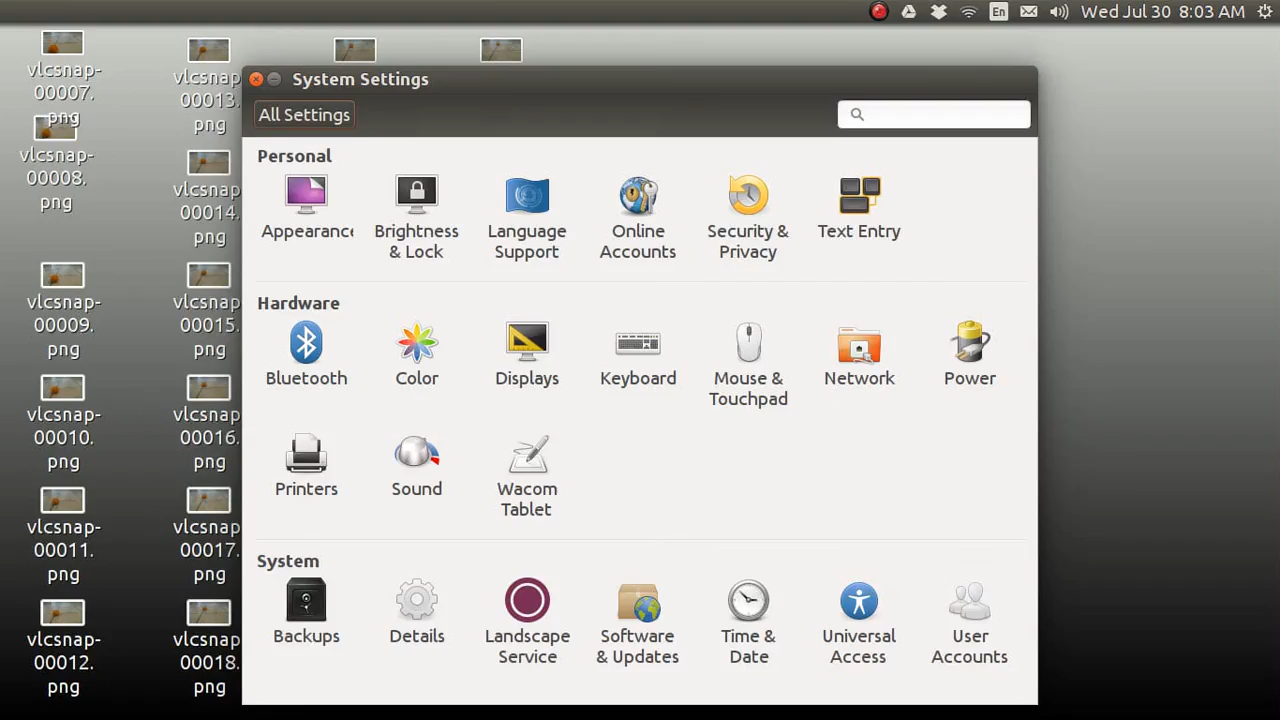 En Wed Jul 30 8:03 AM
vlcsnap-
00007.
png
vlcsnap-
00008.
png
vlcsnap-
00009.
png
vlcsnap-
00010.
png
vlcsnap-
00011.
png
vlcsnap-
00012.
png
vlcsnap
00013.
png
vlcsnap
00014.
png
vlcsnap
00015.
png
vlcsnap
00016.
png
vlcsnap
00017.
png
vlcsnap
00018.
png
System Settings
All Settings
Personal
Appearance
Brightness
& Lock
Language
Support
Online
Accounts
Security &
Privacy
Text Entry
Hardware
Bluetooth
Color
Displays
Keyboard
Mouse &
Touchpad
Network
Power
Printers
Sound
Wacom
Tablet
System
Backups
Details
Landscape
Service
Software
& Updates
Time &
Date
Universal
Access
User
Accounts